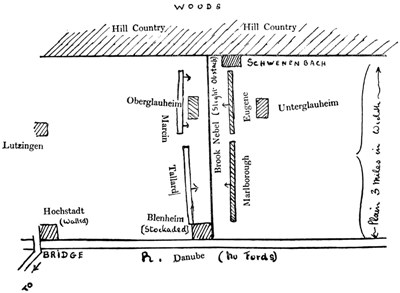 WOODS
Hill Country
Hill Country
SCHWENENBACH
Oberglauheim
Marcin
Brook Nebel (Slight Obstacle)
Eugene
Unterglauheim
Lutzingen
Tallard
Marlborough
Plain 3 miles in Width
Hochstadt
(Walled)
Blenheim
(Stockaded)
BRIDGE
R. Danube (No Fords)
TO